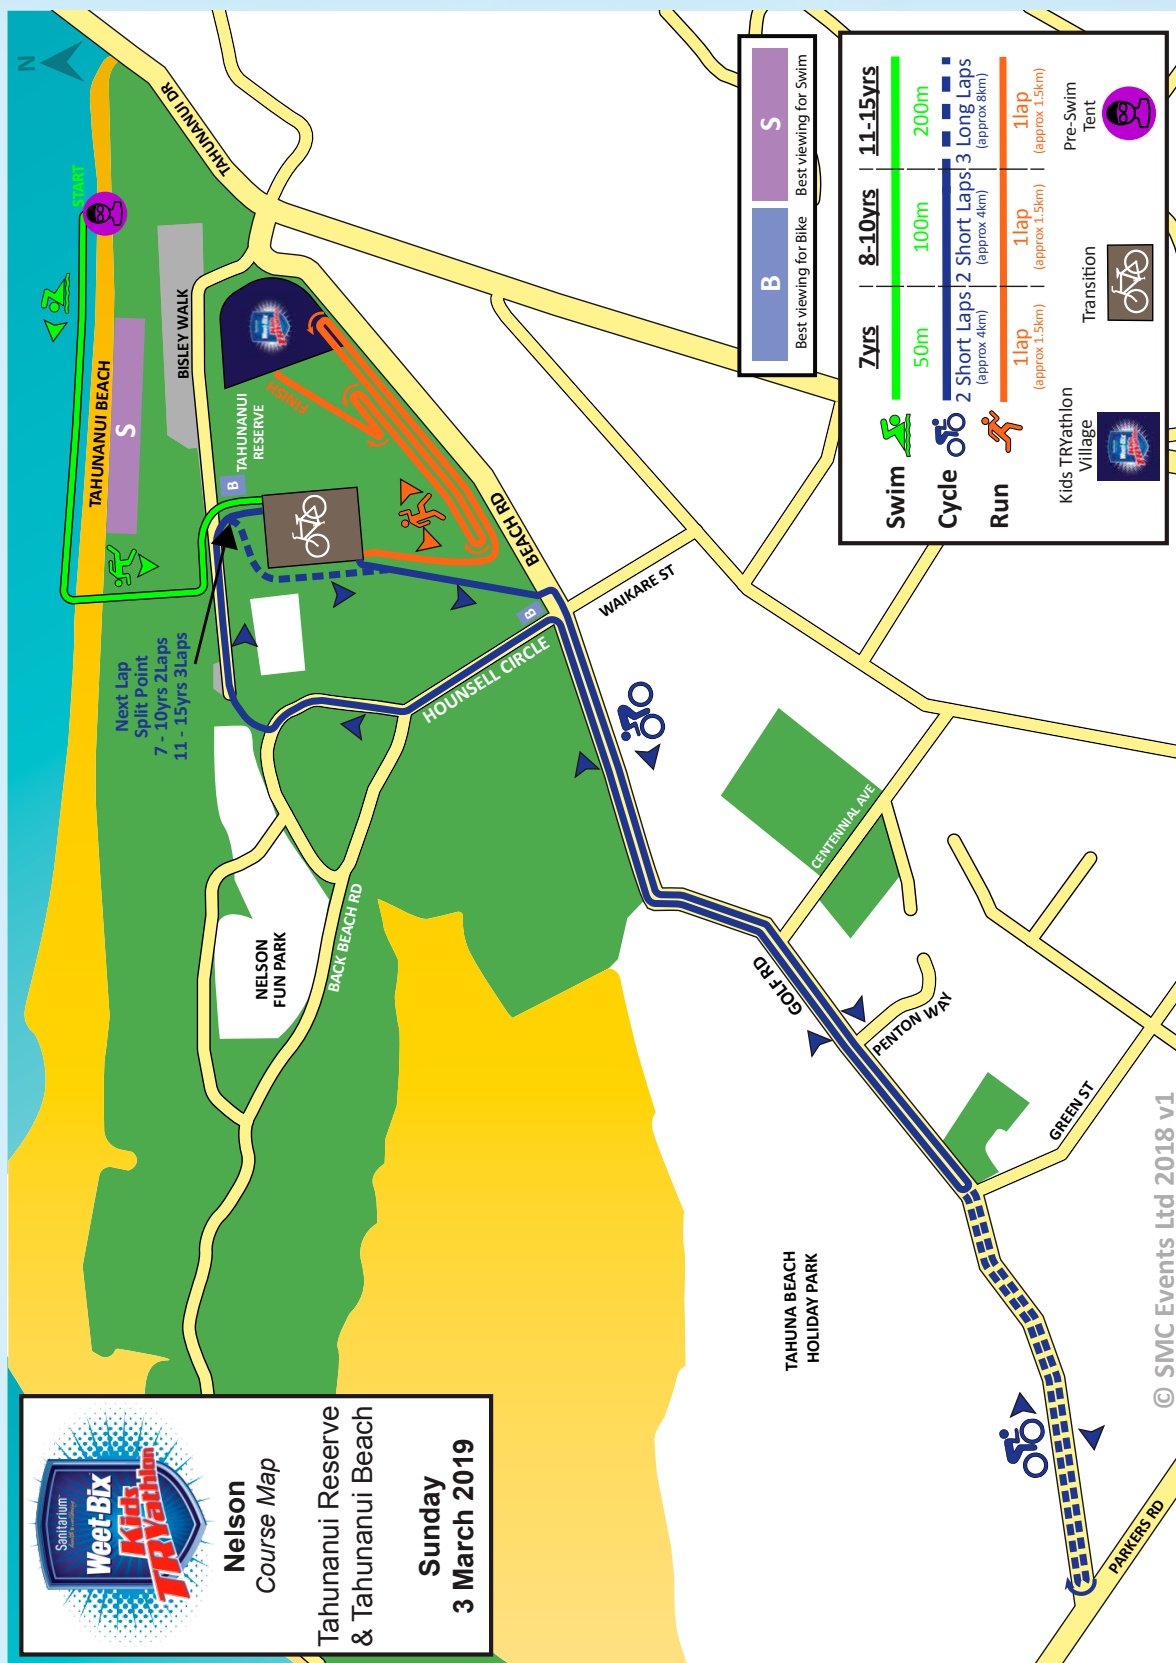 Sanitarium
Weet-Bix
Kids
TRYathlon
Nelson
Course Map
Tahunanui Reserve
& Tahunanui Beach
Sunday
3 March 2019
N
START
TAHUNANUI DR
TAHUNANUI BEACH
S
BISLEY WALK
B
TAHUNANUI
RESERVE
FINISH
Next Lap
Split Point
7 - 10yrs 2Laps
11 - 15yrs 3Laps
BEACH RD
B
WAIKARE ST
HOUNSELL CIRCLE
NELSON
FUN PARK
BACK BEACH RD
CENTENNIAL AVE
GOLF RD
PENTON WAY
GREEN ST
TAHUNA BEACH
HOLIDAY PARK
PARKERS RD
B S
Best viewing for Bike Best viewing for Swim
7yrs 8-10yrs 11-15yrs
Swim 50m 100m 200m
Cycle 2 Short Laps 2 Short Laps 3 Long Laps
(approx 4km) (approx 4km) (approx 8km)
Run 1lap 1lap 1lap
(approx 1.5km) (approx 1.5km) (approx 1.5km)
Kids TRYathlon
Village
Transition
Pre-Swim
Tent
© SMC Events Ltd 2018 v1